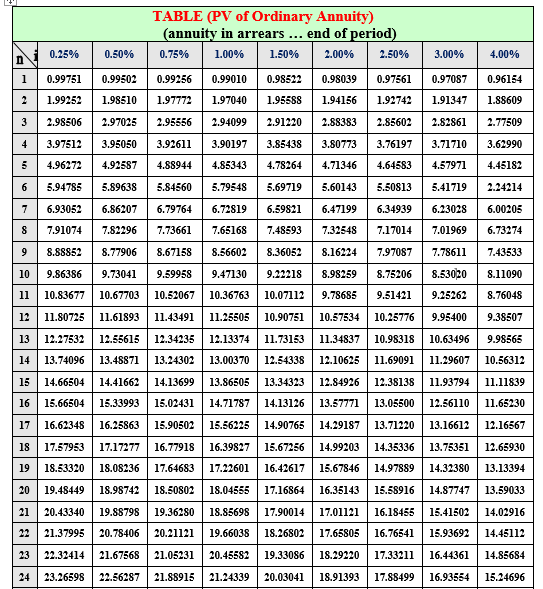 TABLE (PV of Ordinary Annuity)
(annuity in arrears ... end of period)
n i 0.25% 0.50% 0.75% 1.00% 1.50% 2.00% 2.50% 3.00% 4.00%
1 0.99751 0.99502 0.99256 0.99010 0.98522 0.98039 0.97561 0.97087 0.96154
2 1.99252 1.98510 1.97772 1.97040 1.95588 1.94156 1.92742 1.91347 1.88609
3 2.98506 2.97025 2.95556 2.94099 2.91220 2.88383 2.85602 2.82861 2.77509
4 3.97512 3.95050 3.92611 3.90197 3.85438 3.80773 3.76197 3.71710 3.62990
5 4.96272 4.92587 4.88944 4.85343 4.78264 4.71346 4.64583 4.57971 4.45182
6 5.94785 5.89638 5.84560 5.79548 5.69719 5.60143 5.50813 5.41719 2.24214
7 6.93052 6.86207 6.79764 6.72819 6.59821 6.47199 6.34939 6.23028 6.00205
8 7.91074 7.82296 7.73661 7.65168 7.48593 7.32548 7.17014 7.01969 6.73274
9 8.88852 8.77906 8.67158 8.56602 8.36052 8.16224 7.97087 7.78611 7.43533
10 9.86386 9.73041 9.59958 9.47130 9.22218 8.98259 8.75206 8.53020 8.11090
11 10.83677 10.67703 10.52067 10.36763 10.07112 9.78685 9.51421 9.25262 8.76048
12 11.80725 11.61893 11.43491 11.25505 10.90751 10.57534 10.25776 9.95400 9.38507
13 12.27532 12.55615 12.34235 12.13374 11.73153 11.34837 10.98318 10.63496 9.98565
14 13.74096 13.48871 13.24302 13.00370 12.54338 12.10625 11.69091 11.29607 10.56312
15 14.66504 14.41662 14.13699 13.86505 13.34323 12.84926 12.38138 11.93794 11.11839
16 15.66504 15.33993 15.02431 14.71787 14.13126 13.57771 13.05500 12.56110 11.65230
17 16.62348 16.25863 15.90502 15.56225 14.90765 14.29187 13.71220 13.16612 12.16567
18 17.57953 17.17277 16.77918 16.39827 15.67256 14.99203 14.35336 13.75351 12.65930
19 18.53320 18.08236 17.64683 17.22601 16.42617 15.67846 14.97889 14.32380 13.13394
20 19.48449 18.98742 18.50802 18.04555 17.16864 16.35143 15.58916 14.87747 13.59033
21 20.43340 19.88798 19.36280 18.85698 17.90014 17.01121 16.18455 15.41502 14.02916
22 21.37995 20.78406 20.21121 19.66038 18.26802 17.65805 16.76541 15.93692 14.45112
23 22.32414 21.67568 21.05231 20.45582 19.33086 18.29220 17.33211 16.44361 14.85684
24 23.26598 22.56287 21.88915 21.24339 20.03041 18.91393 17.88499 16.93554 15.24696